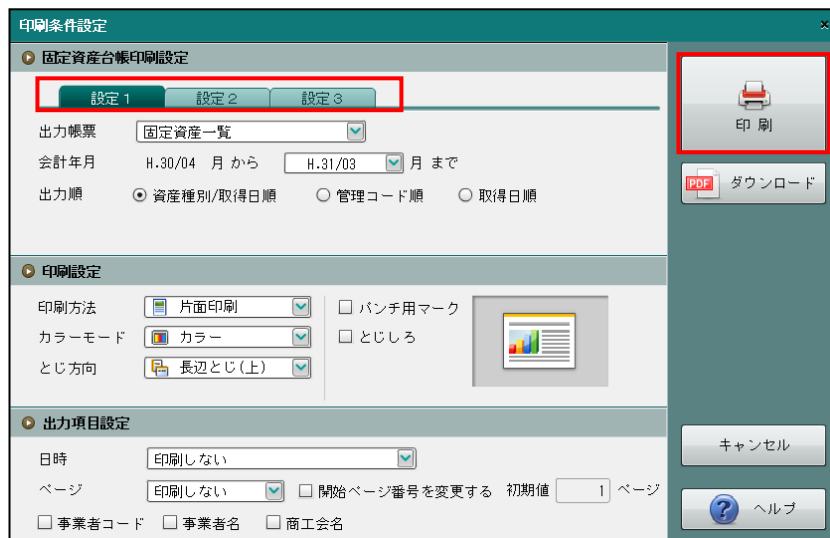 印刷条件設定 ×
固定資産台帳印刷設定
設定1 設定2 設定3
出力帳票 固定資産一覧
会計年月 H.30/04 月 から H.31/03 月 まで
出力順 資産種別/取得日順 管理コード順 取得日順
印刷
PDF ダウンロード
印刷設定
印刷方法 片面印刷 パンチ用マーク
カラーモード カラー とじしろ
とじ方向 長辺とじ(上)
出力項目設定
日時 印刷しない
ページ 印刷しない 開始ページ番号を変更する 初期値 1 ページ
事業者コード 事業者名 商工会名
キャンセル
? ヘルプ